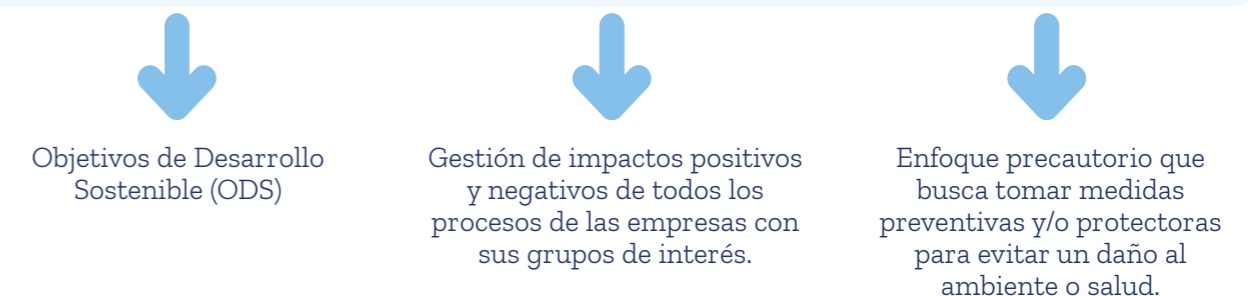 Objetivos de Desarrollo
Sostenible (ODS)
Gestión de impactos positivos
y negativos de todos los
procesos de las empresas con
sus grupos de interés.
Enfoque precautorio que
busca tomar medidas
preventivas y/o protectoras
para evitar un daño al
ambiente o salud.